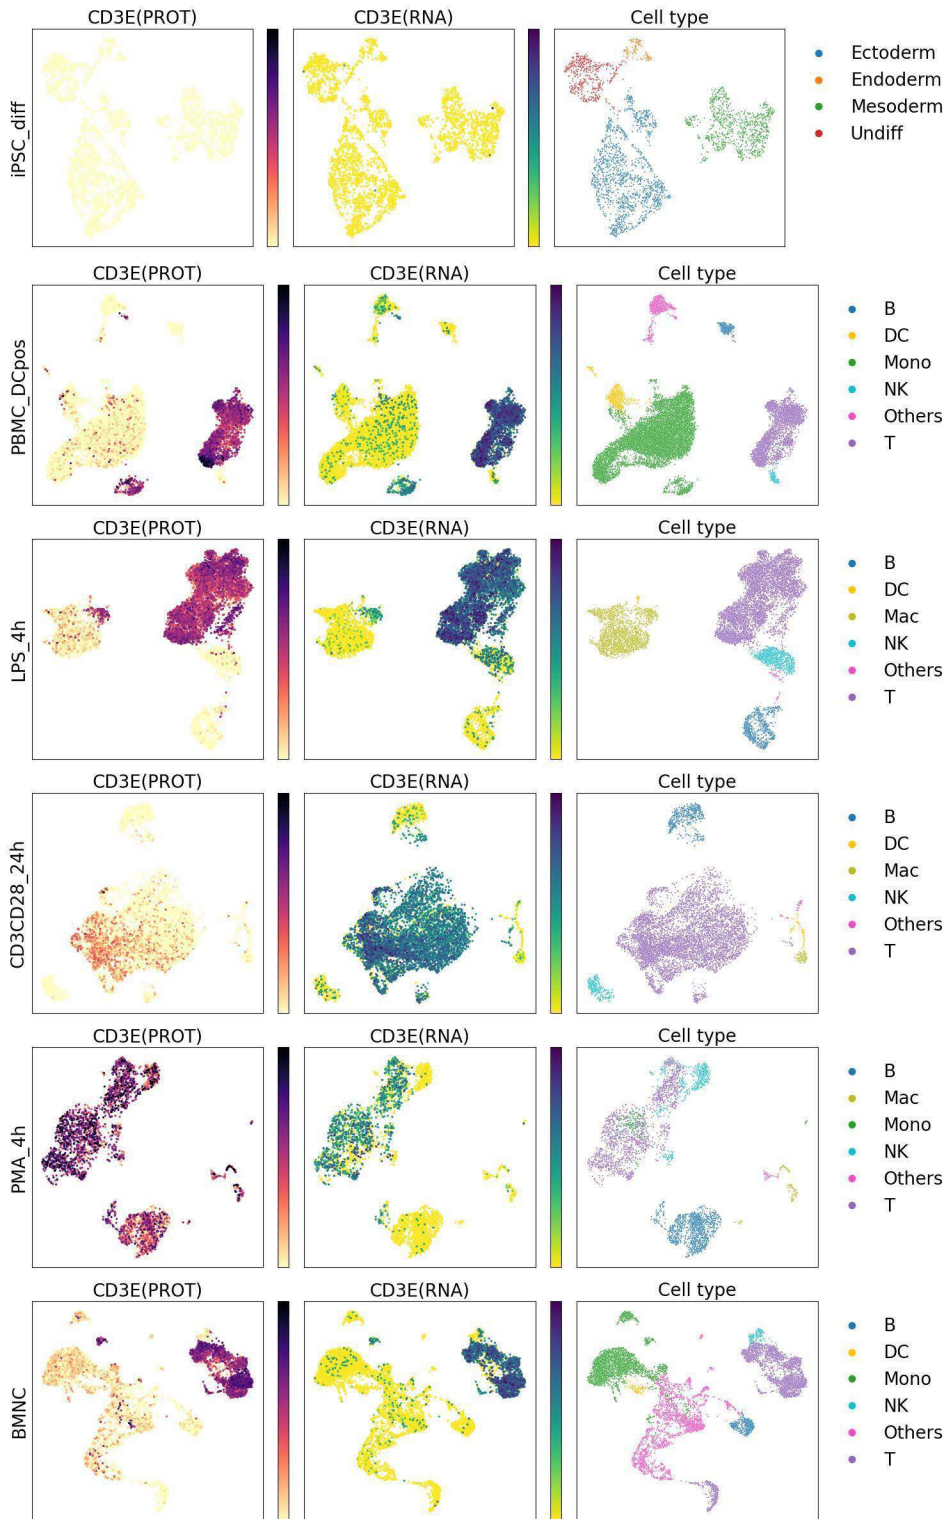 CD3E(PROT) CD3E(RNA) Cell type
iPSC_diff
Ectoderm
Endoderm
Mesoderm
Undiff
CD3E(PROT) CD3E(RNA) Cell type
PBMC_DCpos
B
DC
Mono
NK
Others
T
CD3E(PROT) CD3E(RNA) Cell type
LPS_4h
B
DC
Mac
NK
Others
T
CD3E(PROT) CD3E(RNA) Cell type
CD3CD28_24h
B
DC
Mac
NK
Others
T
CD3E(PROT) CD3E(RNA) Cell type
PMA_4h
B
Mac
Mono
NK
Others
T
CD3E(PROT) CD3E(RNA) Cell type
BMNC
B
DC
Mono
NK
Others
T